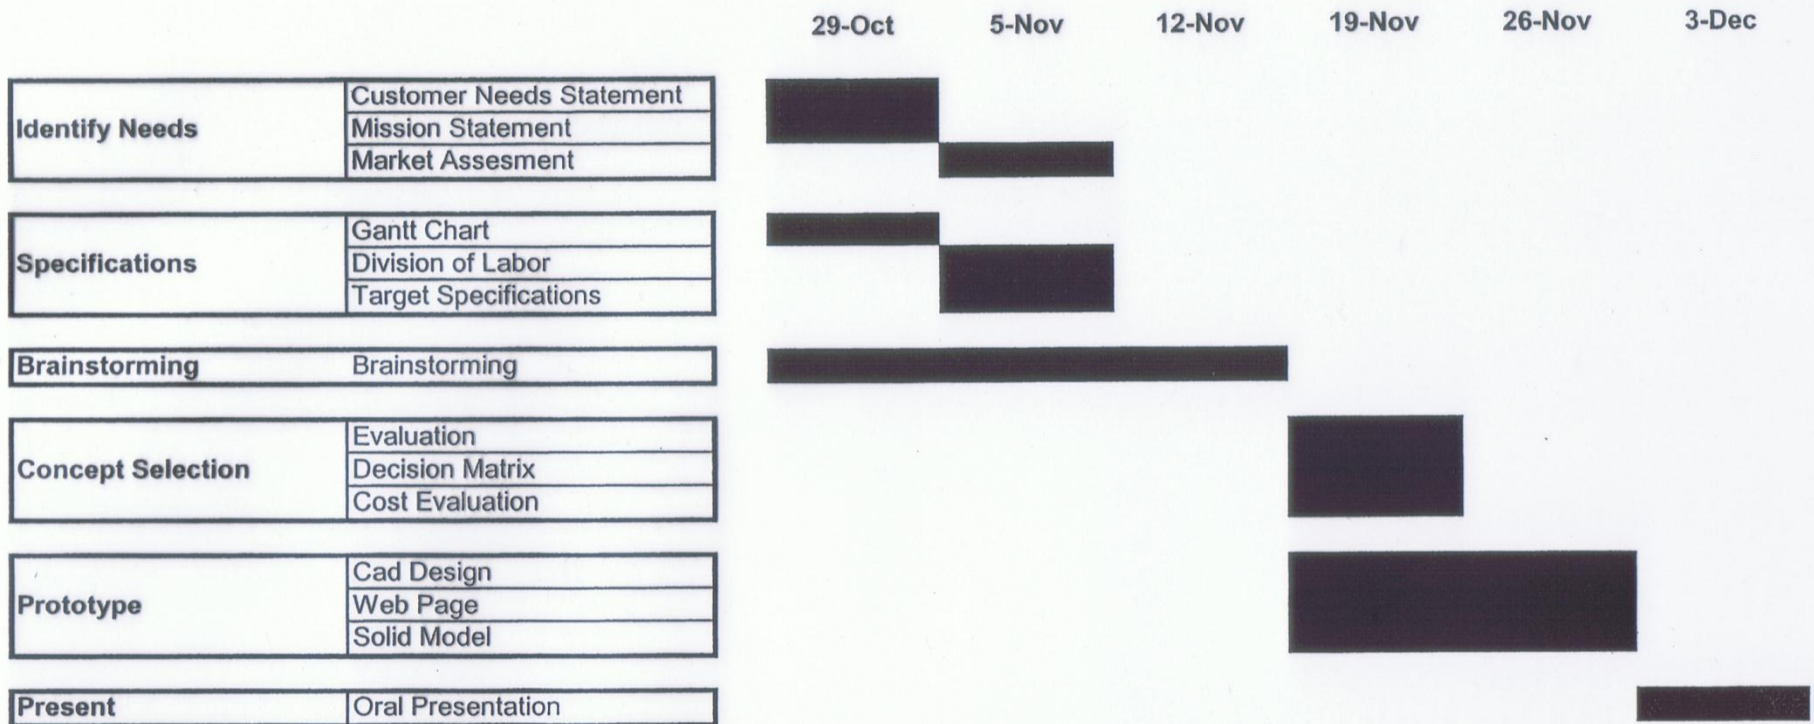 29-Oct 5-Nov 12-Nov 19-Nov 26-Nov 3-Dec
Customer Needs Statement
Identify Needs Mission Statement
Market Assesment
Gantt Chart
Specifications Division of Labor
Target Specifications
Brainstorming Brainstorming
Evaluation
Concept Selection Decision Matrix
Cost Evaluation
Cad Design
Prototype Web Page
Solid Model
Present Oral Presentation